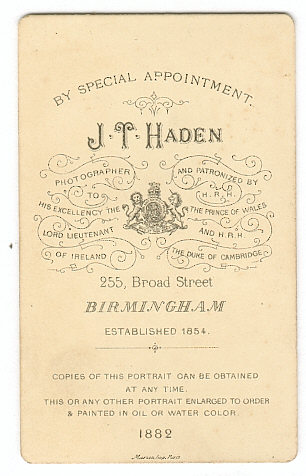 BY SPECIAL APPOINTMENT.
J. T. HADEN
PHOTOGRAPHER
TO
HIS EXCELLENCY THE
LORD LIEUTENANT
OF IRELAND
AND PATRONIZED BY
H.R.H.
THE PRINCE OF WALES
AND H.R.H
THE DUKE OF CAMBRIDGE
255, Broad Street
BIRMINGHAM
ESTABLISHED 1854.
COPIES OF THIS PORTRAIT CAN BE OBTAINED
AT ANY TIME.
THIS OR ANY OTHER PORTRAIT ENLARGED TO ORDER
& PAINTED IN OIL OR WATER COLOR.
1882